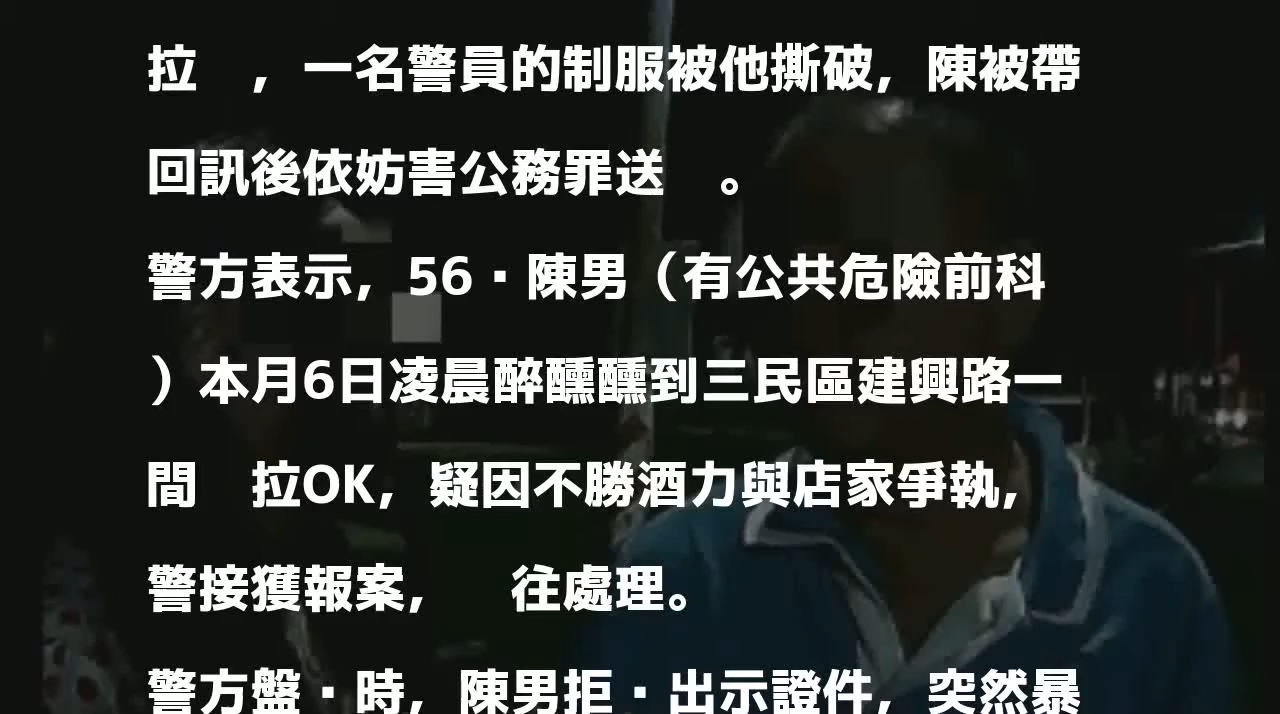 拉　，一名警員的制服被他撕破，陳被帶
回訊後依妨害公務罪送　。
警方表示，56▪陳男（有公共危險前科
）本月6日凌晨醉醺醺到三民區建興路一
間　拉OK，疑因不勝酒力與店家爭執，
警接獲報案，　往處理。
警方盤▪時，陳男拒▪出示證件，突然暴